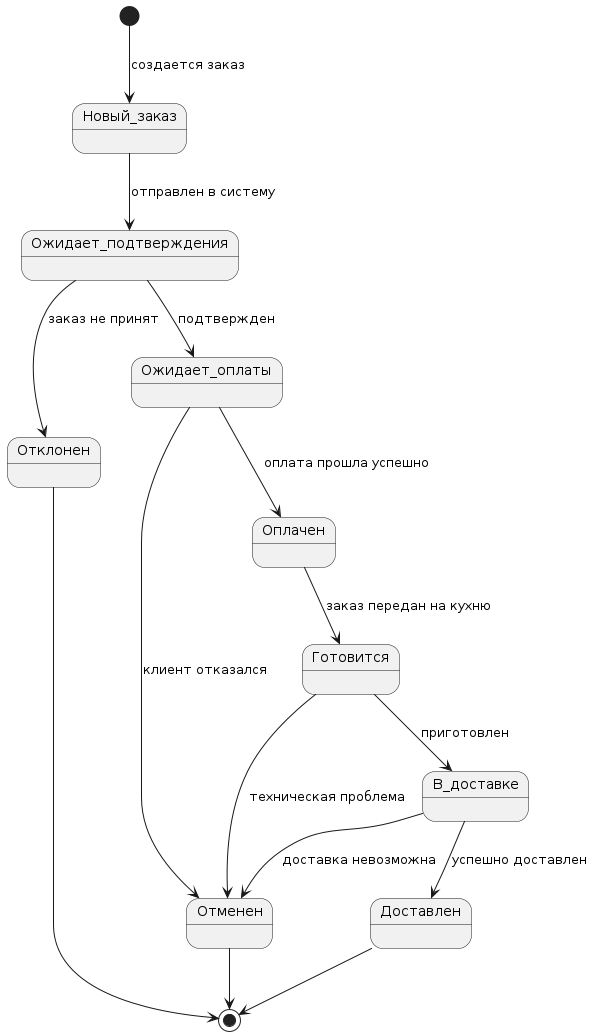 создается заказ
Новый_заказ
отправлен в систему
Ожидает_подтверждения
заказ не принят
подтвержден
Ожидает_оплаты
Отклонен
оплата прошла успешно
Оплачен
заказ передан на кухню
Готовится
клиент отказался
приготовлен
В_доставке
техническая проблема
доставка невозможна
успешно доставлен
Отменен
Доставлен